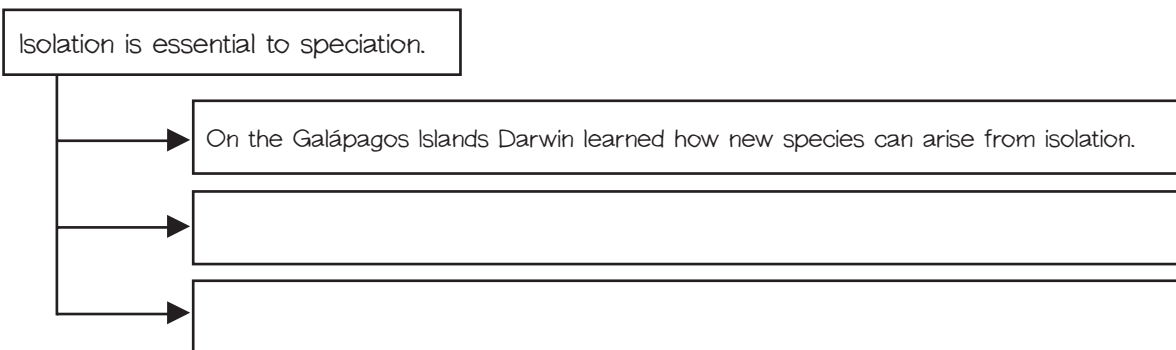 Isolation is essential to speciation.
On the Galápagos Islands Darwin learned how new species can arise from isolation.